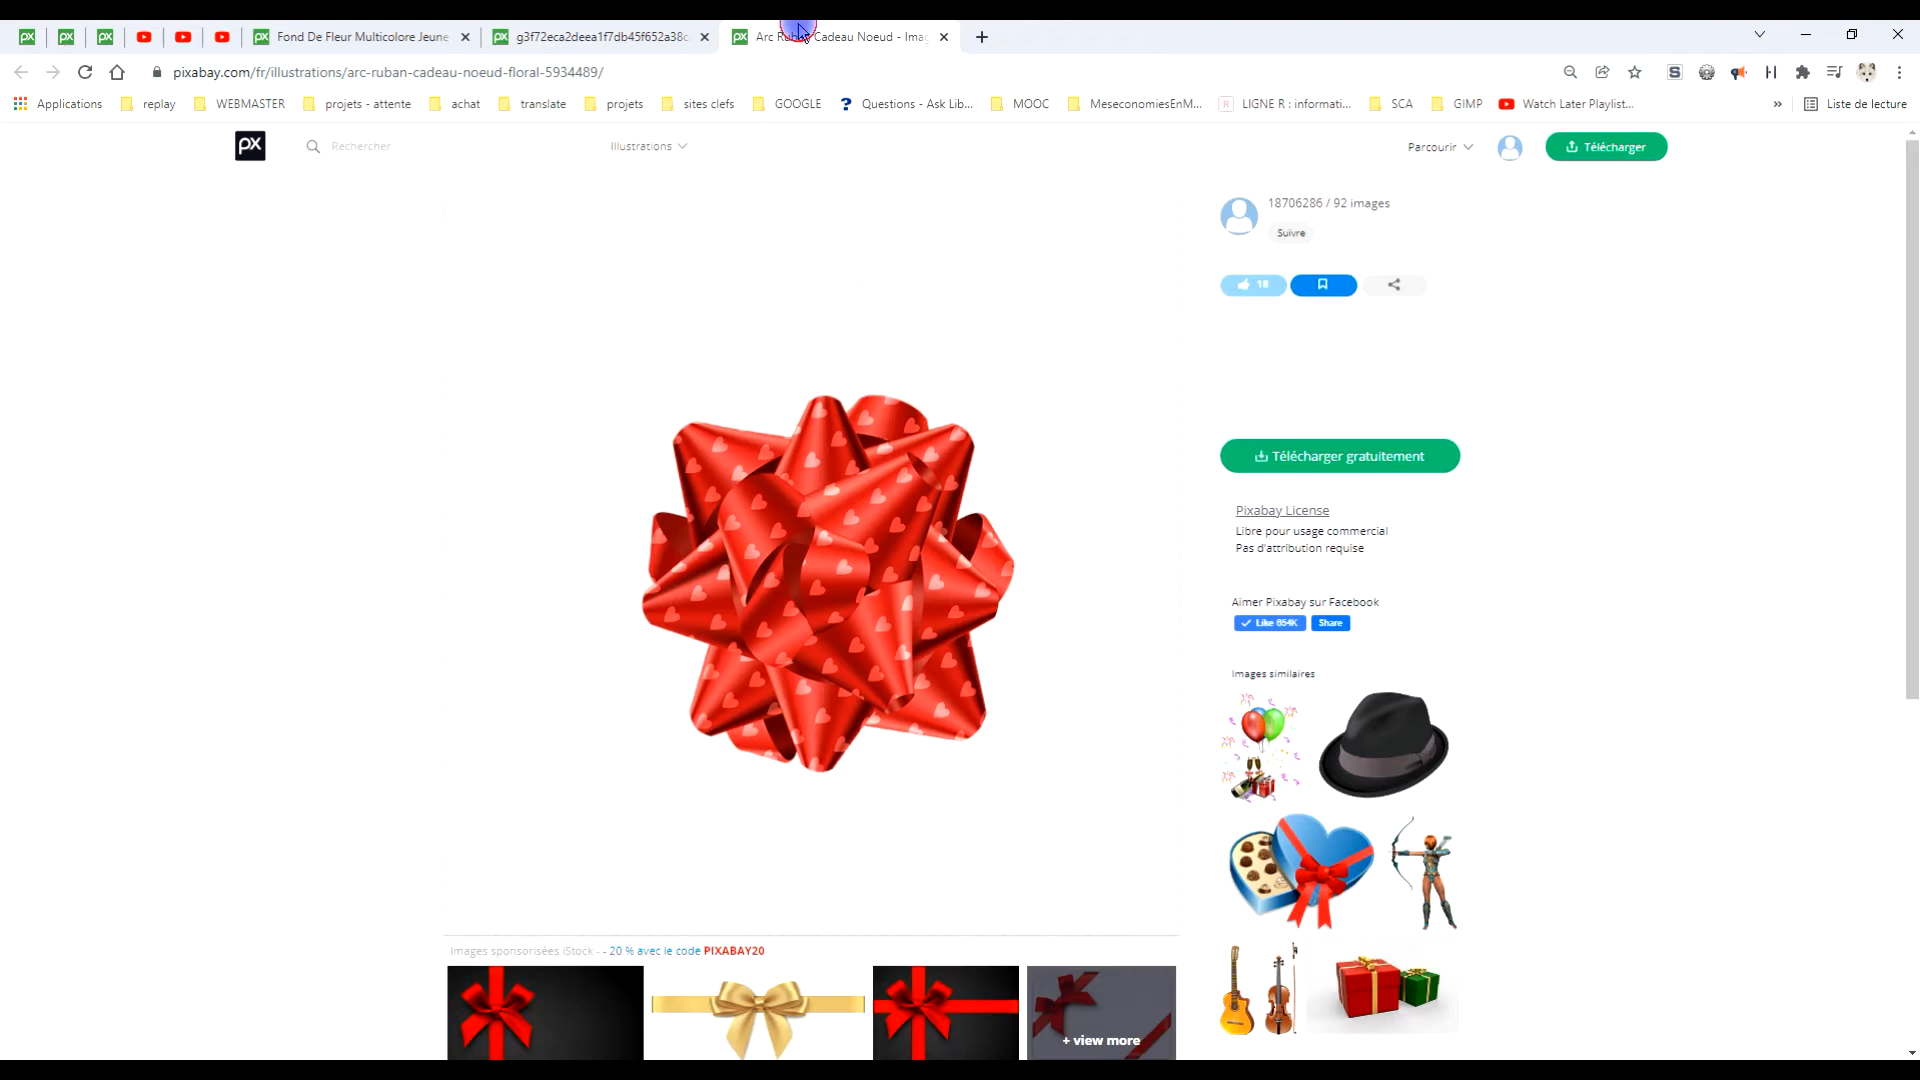 Fond De Fleur Multicolore Jeune
g3f72eca2deea1f7db45f652a38c
Arc Ruban Cadeau Noeud - Imag
pixabay.com/fr/illustrations/arc-ruban-cadeau-noeud-floral-5934489/
Applications replay WEBMASTER projets - attente achat translate projets sites clefs GOOGLE ? Questions - Ask Lib... MOOC MeseconomiesEnM... R LIGNE R : informati... SCA GIMP Watch Later Playlist... » Liste de lecture
px Rechercher Illustrations Parcourir Télécharger
18706286 / 92 images
Suivre
18
Télécharger gratuitement
Pixabay License
Libre pour usage commercial
Pas d'attribution requise
Aimer Pixabay sur Facebook
Like 654K Share
Images similaires
Images sponsorisées iStock - - 20 % avec le code PIXABAY20
+ view more